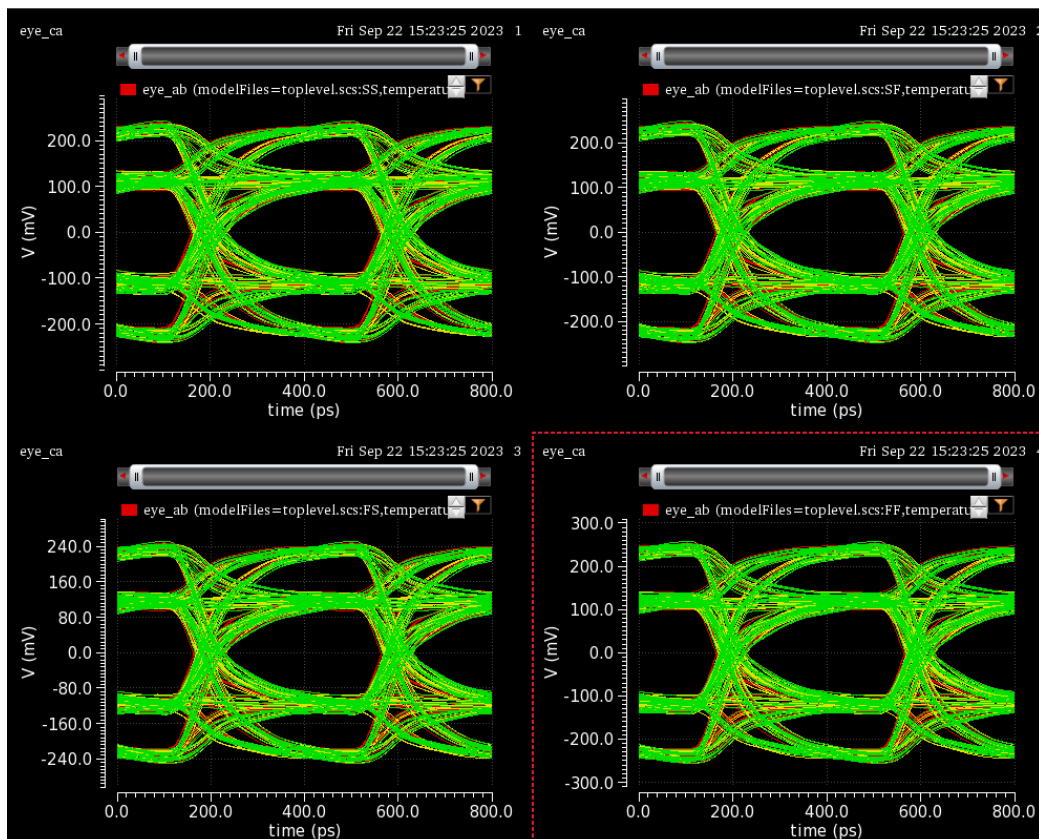 eye_ca Fri Sep 22 15:23:25 2023 1
eye_ab (modelFiles=toplevel.scs:SS,temperatu
200.0
100.0
0.0
-100.0
-200.0
V (mV)
0.0 200.0 400.0 600.0 800.0
time (ps)
eye_ca Fri Sep 22 15:23:25 2023
eye_ab (modelFiles=toplevel.scs:SF,temperatu
200.0
100.0
0.0
-100.0
-200.0
V (mV)
0.0 200.0 400.0 600.0 800.0
time (ps)
eye_ca Fri Sep 22 15:23:25 2023 3
eye_ab (modelFiles=toplevel.scs:FS,temperatu
240.0
160.0
80.0
0.0
-80.0
-160.0
-240.0
V (mV)
0.0 200.0 400.0 600.0 800.0
time (ps)
eye_ca Fri Sep 22 15:23:25 2023
eye_ab (modelFiles=toplevel.scs:FF,temperatu
300.0
200.0
100.0
0.0
-100.0
-200.0
-300.0
V (mV)
0.0 200.0 400.0 600.0 800.0
time (ps)